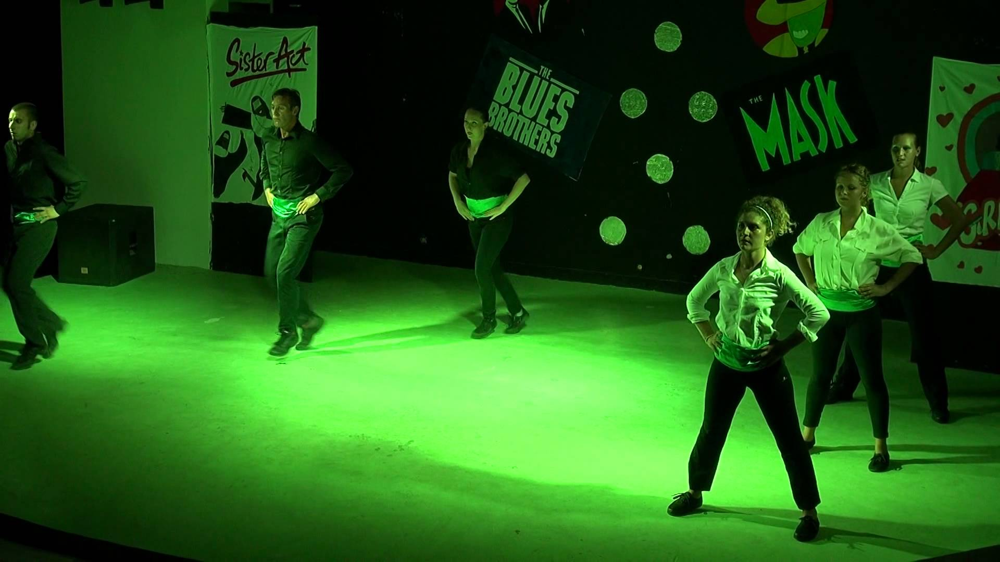 Sister Act
THE
BLUES
BROTHERS
THE
MASK